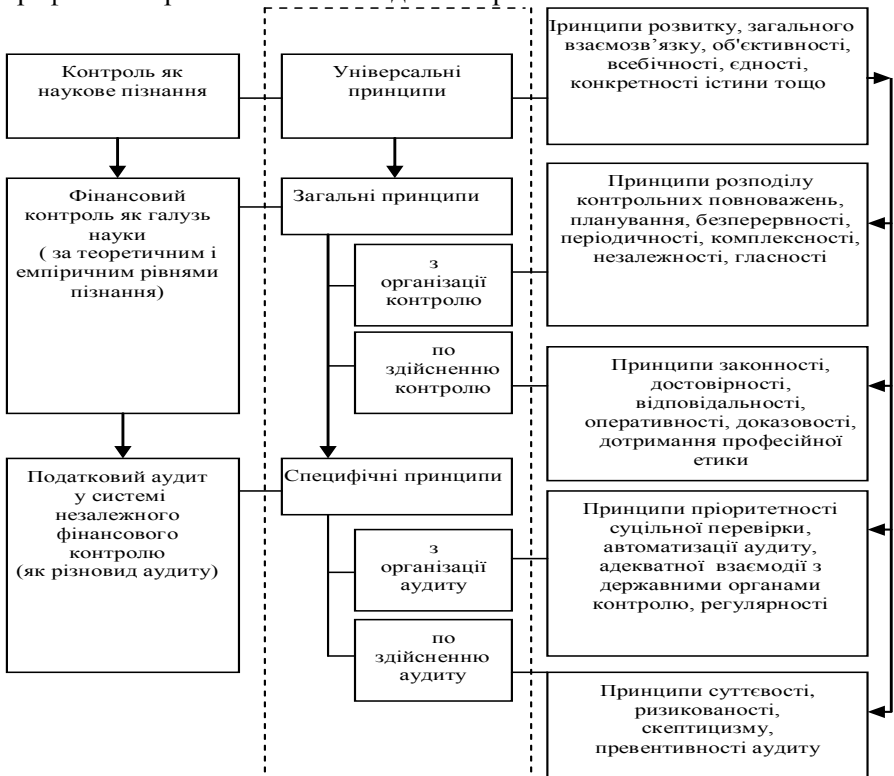 Контроль як
наукове пізнання
Універсальні
принципи
Іринципи розвитку, загального
взаємозв’язку, об'єктивності,
всебічності, єдності,
конкретності істини тощо
Фінансовий
контроль як галузь
науки
( за теоретичним і
емпіричним рівнями
пізнання)
Загальні принципи
з
організації
контролю
по
здійсненню
контролю
Принципи розподілу
контрольних повноважень,
планування, безперервності,
періодичності, комплексності,
незалежності, гласності
Принципи законності,
достовірності,
відповідальності,
оперативності, доказовості,
дотримання професійної
етики
Податковий аудит
у системі
незалежного
фінансового
контролю
(як різновид аудиту)
Специфічні принципи
з
організації
аудиту
по
здійсненню
аудиту
Принципи пріоритетності
суцільної перевірки,
автоматизації аудиту,
адекватної взаємодії з
державними органами
контролю, регулярності
Принципи суттєвості,
ризикованості,
скептицизму,
превентивності аудиту